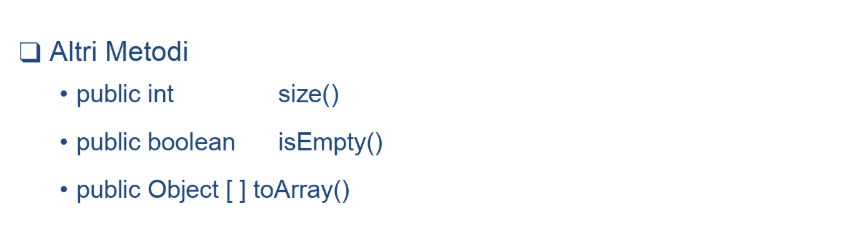 ❑ Altri Metodi
• public int size()
• public boolean isEmpty()
• public Object [ ] toArray()